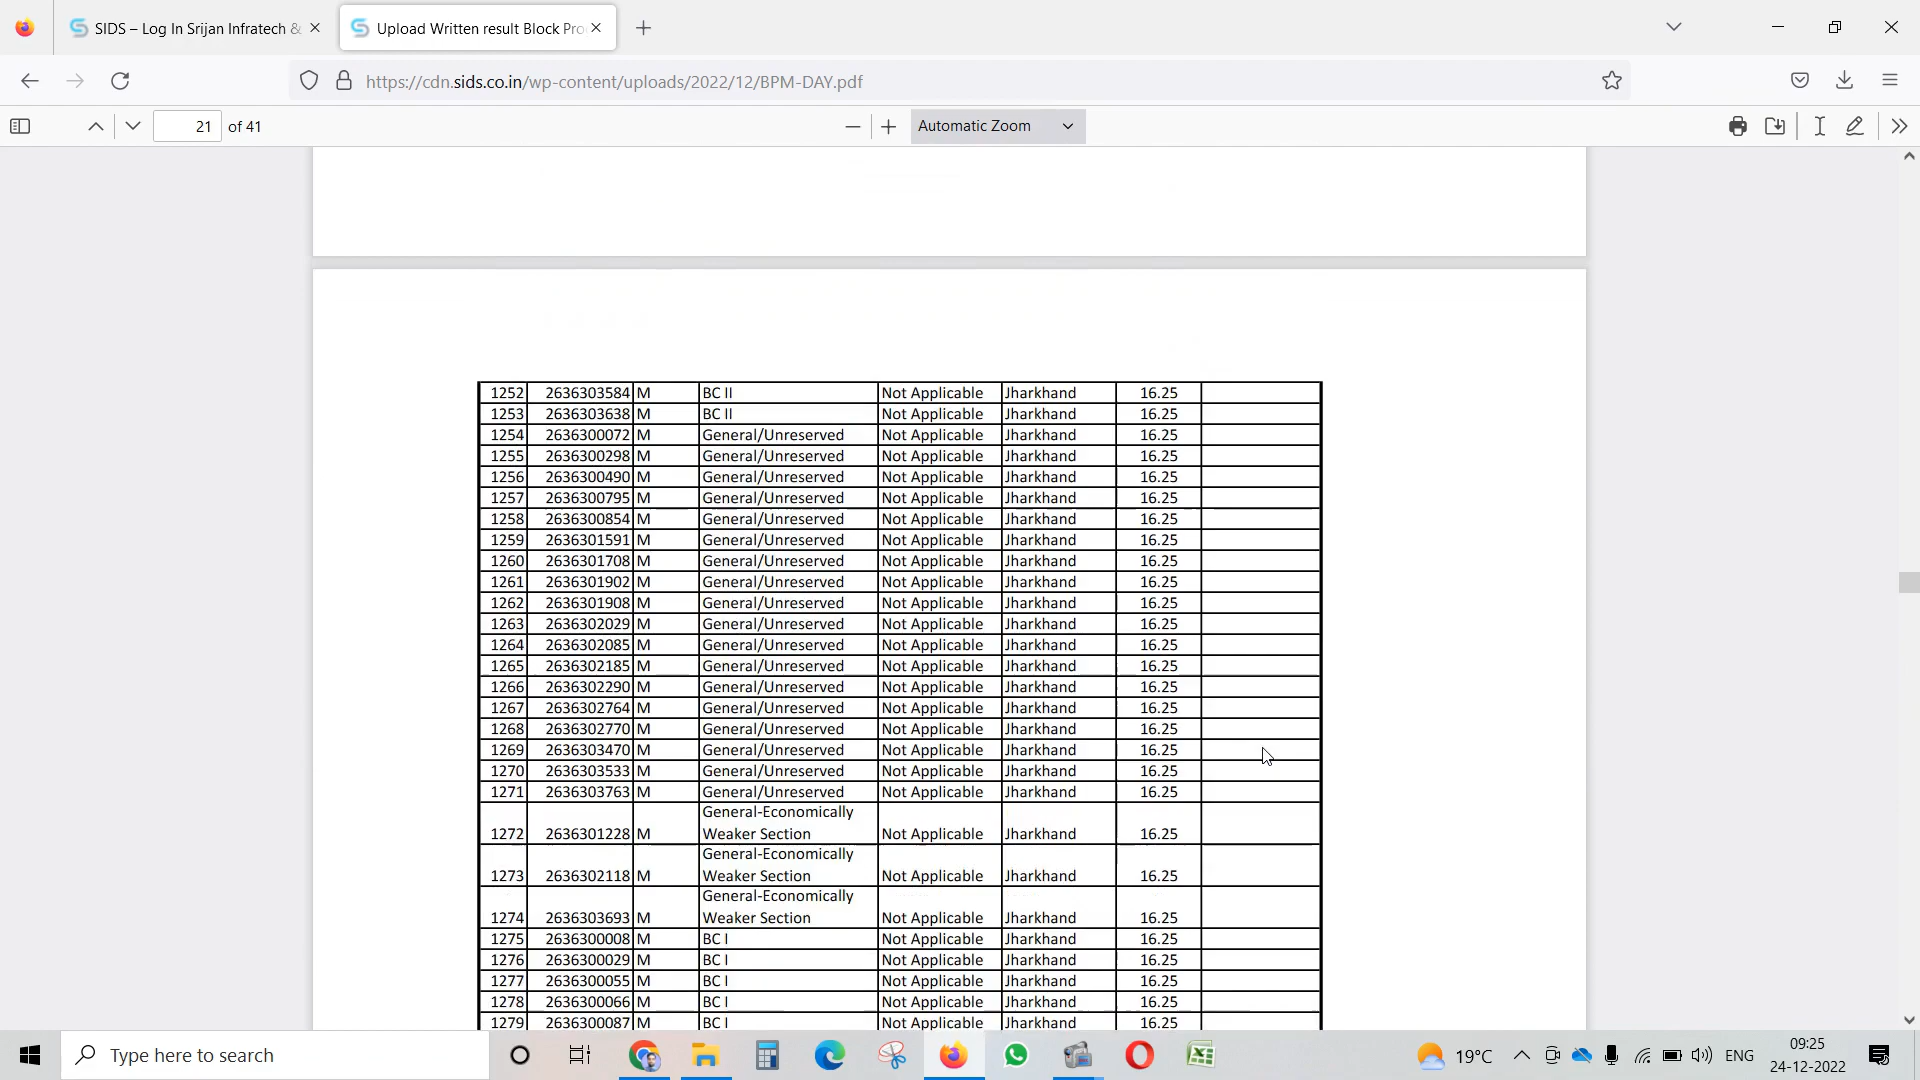 SIDS – Log In Srijan Infratech &
Upload Written result Block Pro
https://cdn.sids.co.in/wp-content/uploads/2022/12/BPM-DAY.pdf
21 of 41
Automatic Zoom
1252 2636303584 M BC II Not Applicable Jharkhand 16.25
1253 2636303638 M BC II Not Applicable Jharkhand 16.25
1254 2636300072 M General/Unreserved Not Applicable Jharkhand 16.25
1255 2636300298 M General/Unreserved Not Applicable Jharkhand 16.25
1256 2636300490 M General/Unreserved Not Applicable Jharkhand 16.25
1257 2636300795 M General/Unreserved Not Applicable Jharkhand 16.25
1258 2636300854 M General/Unreserved Not Applicable Jharkhand 16.25
1259 2636301591 M General/Unreserved Not Applicable Jharkhand 16.25
1260 2636301708 M General/Unreserved Not Applicable Jharkhand 16.25
1261 2636301902 M General/Unreserved Not Applicable Jharkhand 16.25
1262 2636301908 M General/Unreserved Not Applicable Jharkhand 16.25
1263 2636302029 M General/Unreserved Not Applicable Jharkhand 16.25
1264 2636302085 M General/Unreserved Not Applicable Jharkhand 16.25
1265 2636302185 M General/Unreserved Not Applicable Jharkhand 16.25
1266 2636302290 M General/Unreserved Not Applicable Jharkhand 16.25
1267 2636302764 M General/Unreserved Not Applicable Jharkhand 16.25
1268 2636302770 M General/Unreserved Not Applicable Jharkhand 16.25
1269 2636303470 M General/Unreserved Not Applicable Jharkhand 16.25
1270 2636303533 M General/Unreserved Not Applicable Jharkhand 16.25
1271 2636303763 M General/Unreserved Not Applicable Jharkhand 16.25
General-Economically
1272 2636301228 M Weaker Section Not Applicable Jharkhand 16.25
General-Economically
1273 2636302118 M Weaker Section Not Applicable Jharkhand 16.25
General-Economically
1274 2636303693 M Weaker Section Not Applicable Jharkhand 16.25
1275 2636300008 M BC I Not Applicable Jharkhand 16.25
1276 2636300029 M BC I Not Applicable Jharkhand 16.25
1277 2636300055 M BC I Not Applicable Jharkhand 16.25
1278 2636300066 M BC I Not Applicable Jharkhand 16.25
1279 2636300087 M BC I Not Applicable Jharkhand 16.25
Type here to search
19°C
ENG
09:25
24-12-2022